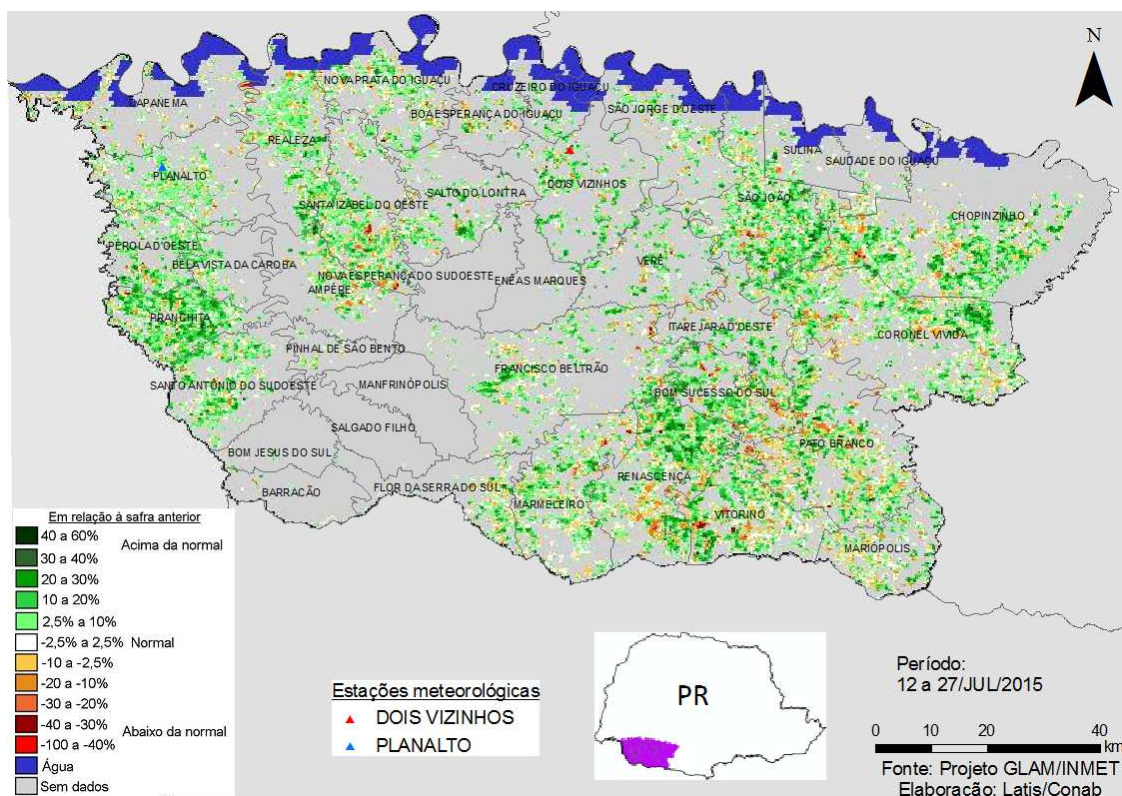 N
NOVA PRATA DO IGUAÇU
CRUZEIRO DO IGUAÇU
CAPANEMA
BOA ESPERANÇA DO IGUAÇU
SÃO JORGE D'OESTE
REALEZA
SULINA
SAUDADE DO IGUAÇU
PLANALTO
DOIS VIZINHOS
SALTO DO LONTRA
SANTA IZABEL DO OESTE
SÃO JOÃO
CHOPINZINHO
PÉROLA D'OESTE
BELA VISTA DA CAROBA
VERÊ
NOVA ESPERANÇA DO SUDOESTE
ENÉAS MARQUES
AMPÉRE
PRANCHITA
ITAPEJARA D'OESTE
CORONEL VIVIDA
PINHAL DE SÃO BENTO
FRANCISCO BELTRÃO
SANTO ANTÔNIO DO SUDOESTE
MANFRINÓPOLIS
BOM SUCESSO DO SUL
SALGADO FILHO
PATO BRANCO
BOM JESUS DO SUL
RENASCENÇA
FLOR DA SERRA DO SUL
BARRACÃO
MARMELEIRO
VITORINO
MARIÓPOLIS
Em relação à safra anterior
40 a 60%
Acima da normal
30 a 40%
20 a 30%
10 a 20%
2,5% a 10%
-2,5% a 2,5%
Normal
-10 a -2,5%
-20 a -10%
-30 a -20%
-40 a -30%
Abaixo da normal
-100 a -40%
Água
Sem dados
Estações meteorológicas
DOIS VIZINHOS
PLANALTO
PR
Período:
12 a 27/JUL/2015
0 10 20 40
km
Fonte: Projeto GLAM/INMET
Elaboração: Latis/Conab